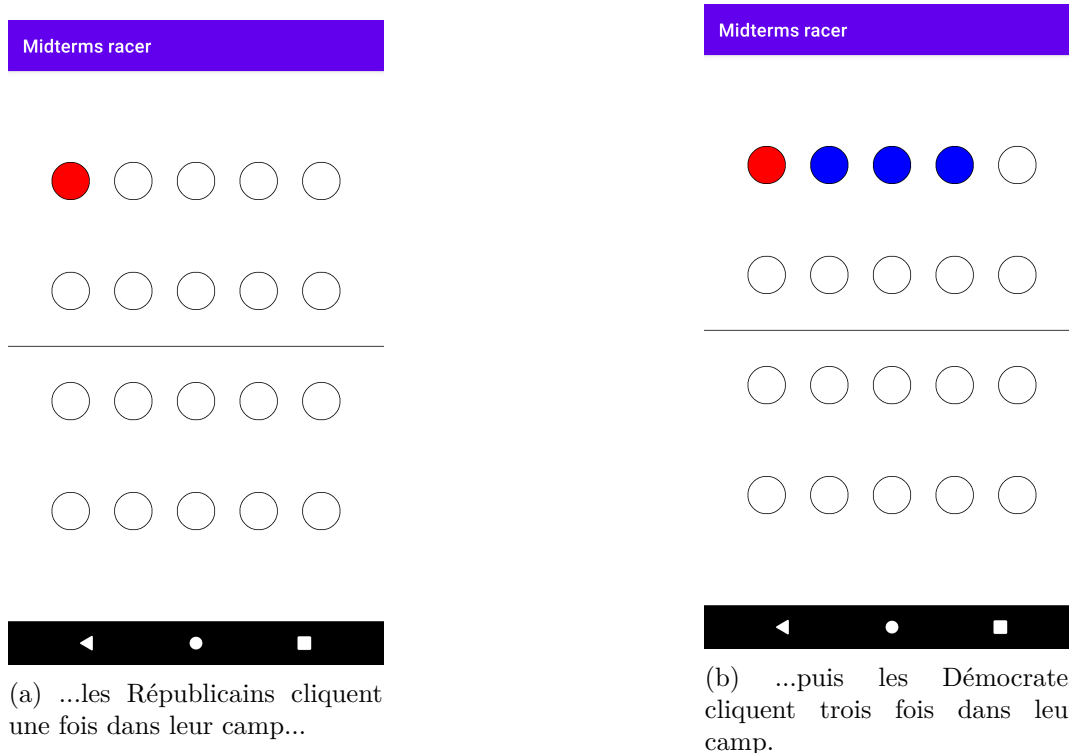 Midterms racer
(a) ...les Républicains cliquent
une fois dans leur camp...
Midterms racer
(b) ...puis les Démocrate
cliquent trois fois dans leu
camp.